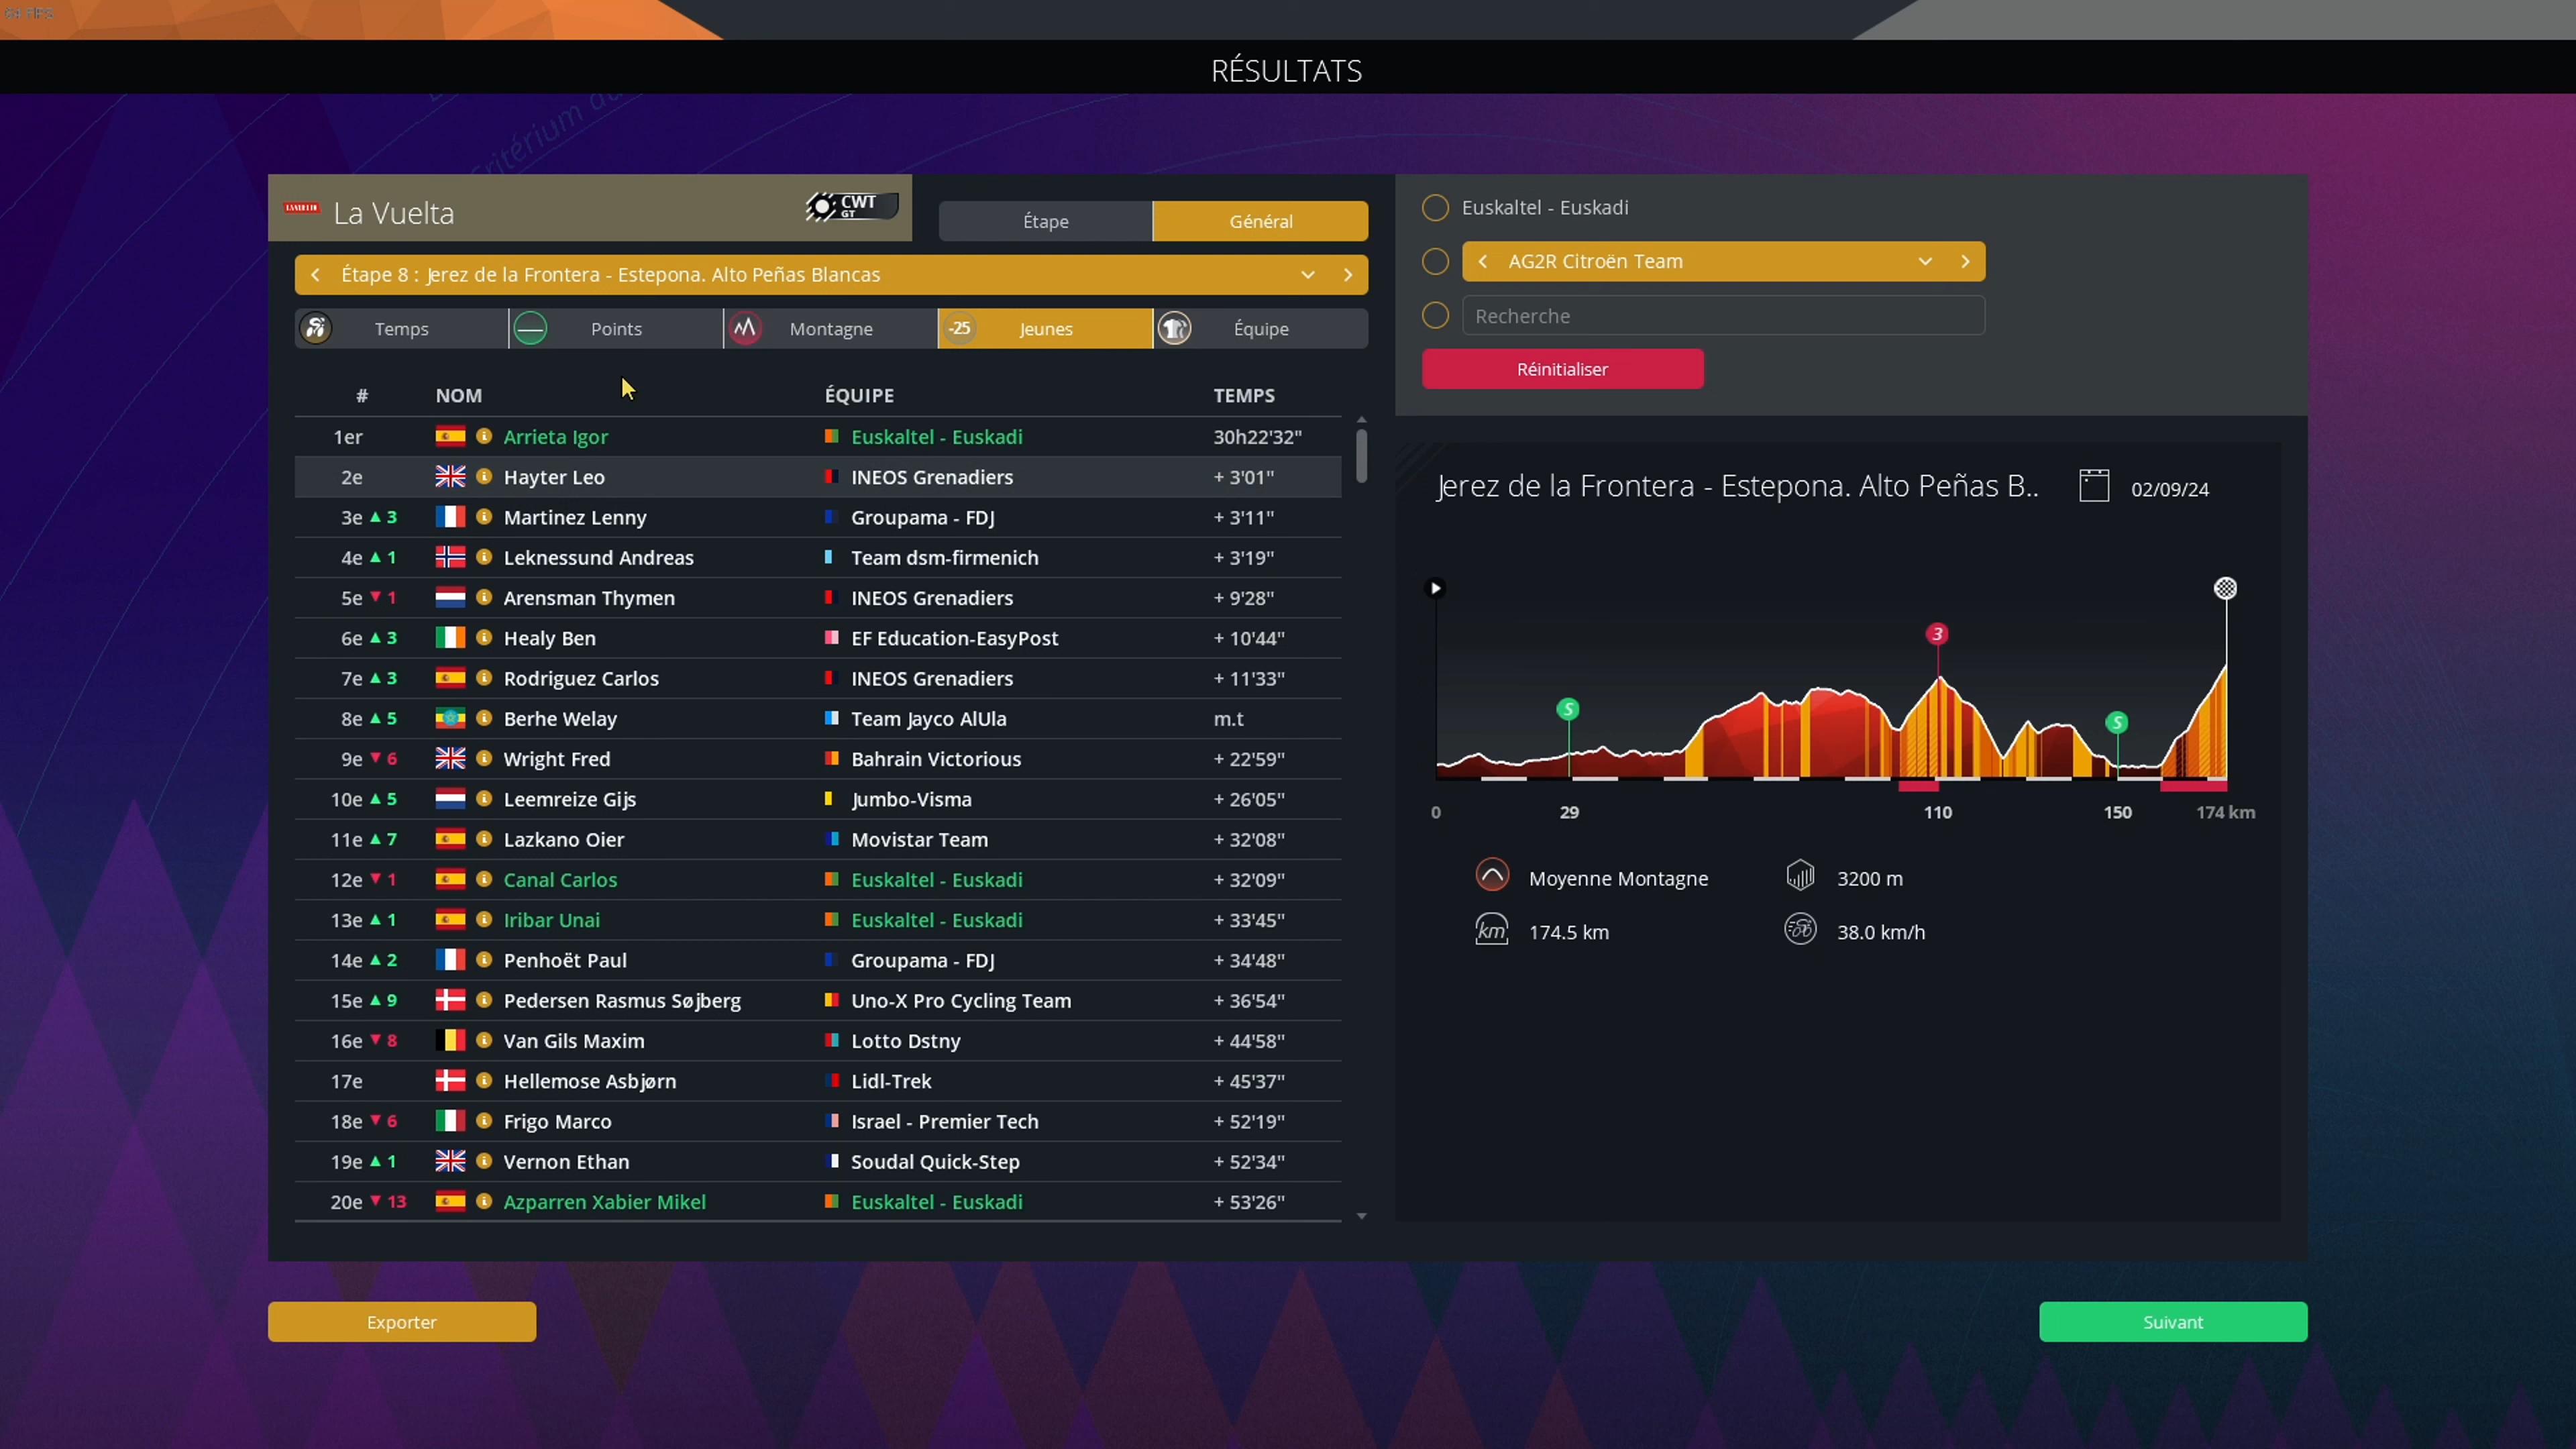 RÉSULTATS
La Vuelta
CWT
GT
Étape
Général
Étape 8 : Jerez de la Frontera - Estepona. Alto Peñas Blancas
Temps
Points
Montagne
-25 Jeunes
Équipe
# NOM ÉQUIPE TEMPS
1er Arrieta Igor Euskaltel - Euskadi 30h22'32"
2e Hayter Leo INEOS Grenadiers + 3'01"
3e ▲ 3 Martinez Lenny Groupama - FDJ + 3'11"
4e ▲ 1 Leknessund Andreas Team dsm-firmenich + 3'19"
5e ▼ 1 Arensman Thymen INEOS Grenadiers + 9'28"
6e ▲ 3 Healy Ben EF Education-EasyPost + 10'44"
7e ▲ 3 Rodriguez Carlos INEOS Grenadiers + 11'33"
8e ▲ 5 Berhe Welay Team Jayco AlUla m.t
9e ▼ 6 Wright Fred Bahrain Victorious + 22'59"
10e ▲ 5 Leemreize Gijs Jumbo-Visma + 26'05"
11e ▲ 7 Lazkano Oier Movistar Team + 32'08"
12e ▼ 1 Canal Carlos Euskaltel - Euskadi + 32'09"
13e ▲ 1 Iribar Unai Euskaltel - Euskadi + 33'45"
14e ▲ 2 Penhoët Paul Groupama - FDJ + 34'48"
15e ▲ 9 Pedersen Rasmus Søjberg Uno-X Pro Cycling Team + 36'54"
16e ▼ 8 Van Gils Maxim Lotto Dstny + 44'58"
17e Hellemose Asbjørn Lidl-Trek + 45'37"
18e ▼ 6 Frigo Marco Israel - Premier Tech + 52'19"
19e ▲ 1 Vernon Ethan Soudal Quick-Step + 52'34"
20e ▼ 13 Azparren Xabier Mikel Euskaltel - Euskadi + 53'26"
Euskaltel - Euskadi
AG2R Citroën Team
Recherche
Réinitialiser
Jerez de la Frontera - Estepona. Alto Peñas B.. 02/09/24
3
S
S
0 29 110 150 174 km
Moyenne Montagne 3200 m
km 174.5 km 38.0 km/h
Exporter
Suivant